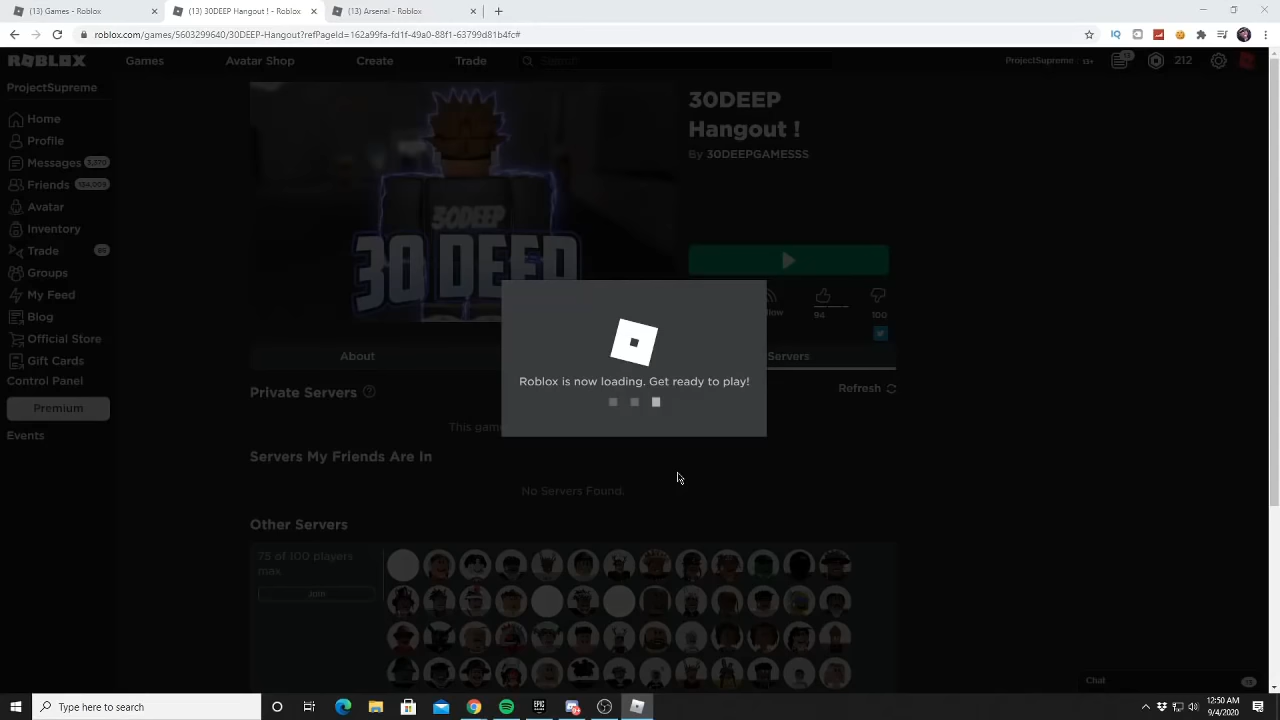 (13) Games - Roblox
(13) 30DEEP Hangout ! - Roblox
(13) Arsenal - Roblox
roblox.com/games/5603299640/30DEEP-Hangout?refPageId=162a99fa-fd1f-49a0-88f1-63799d81b4fc#
ROBLOX
Games
Avatar Shop
Create
Trade
Search
ProjectSupreme
13+
212
ProjectSupreme
Home
Profile
Messages
Friends
Avatar
Inventory
Trade
Groups
My Feed
Blog
Official Store
Gift Cards
Control Panel
Premium
Events
30DEEP
30 DEEP
30DEEP
Hangout !
By 30DEEPGAMESSS
94
100
About
Servers
Roblox is now loading. Get ready to play!
Private Servers
Refresh
This game
Servers My Friends Are In
No Servers Found.
Other Servers
75 of 100 players
max
Join
Chat
Type here to search
EPIC
12:50 AM
9/4/2020